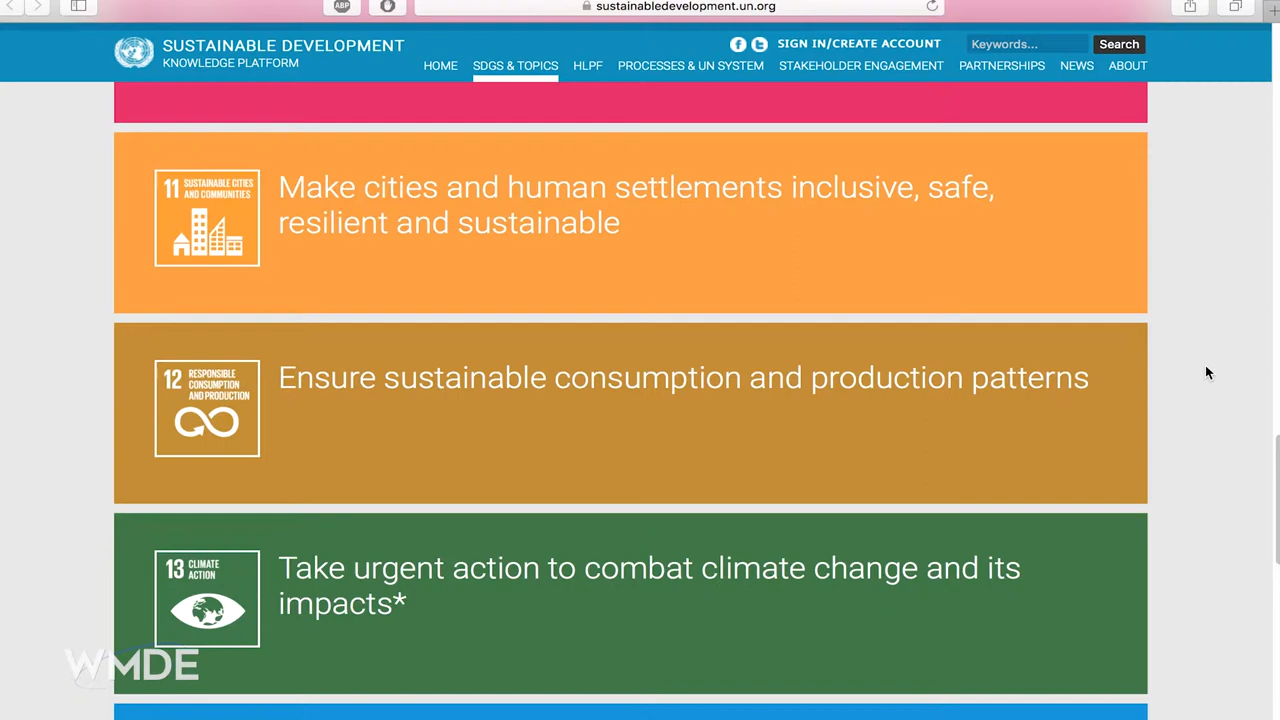 ABP
sustainabledevelopment.un.org
SUSTAINABLE DEVELOPMENT
KNOWLEDGE PLATFORM
SIGN IN/CREATE ACCOUNT
Keywords...
Search
HOME
SDGS & TOPICS
HLPF
PROCESSES & UN SYSTEM
STAKEHOLDER ENGAGEMENT
PARTNERSHIPS
NEWS
ABOUT
11 SUSTAINABLE CITIES
AND COMMUNITIES
Make cities and human settlements inclusive, safe,
resilient and sustainable
12 RESPONSIBLE
CONSUMPTION
AND PRODUCTION
Ensure sustainable consumption and production patterns
13 CLIMATE
ACTION
Take urgent action to combat climate change and its
impacts*
WMDE